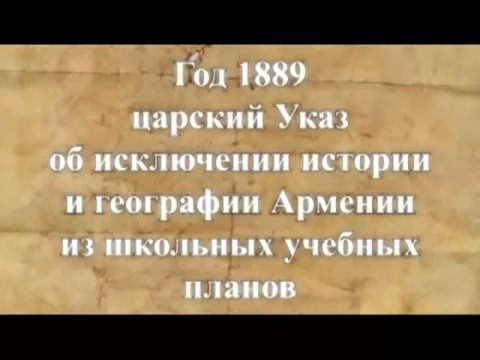 Год 1889
царский Указ
об исключении истории
и географии Армении
из школьных учебных
планов